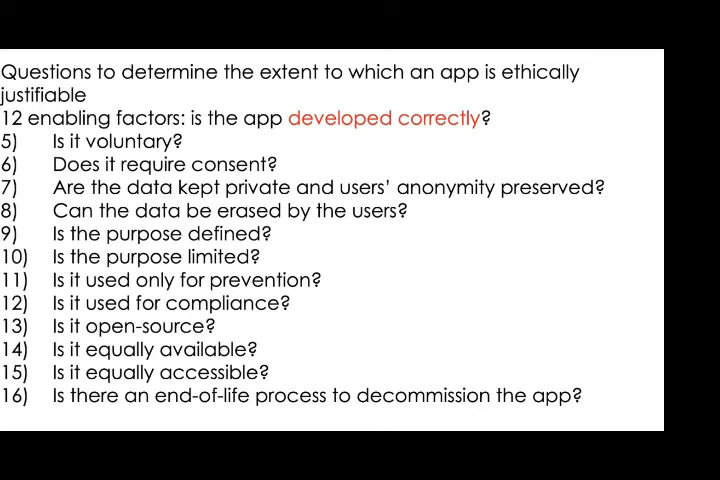 Questions to determine the extent to which an app is ethically
justifiable
12 enabling factors: is the app developed correctly?
5) Is it voluntary?
6) Does it require consent?
7) Are the data kept private and users’ anonymity preserved?
8) Can the data be erased by the users?
9) Is the purpose defined?
10) Is the purpose limited?
11) Is it used only for prevention?
12) Is it used for compliance?
13) Is it open-source?
14) Is it equally available?
15) Is it equally accessible?
16) Is there an end-of-life process to decommission the app?